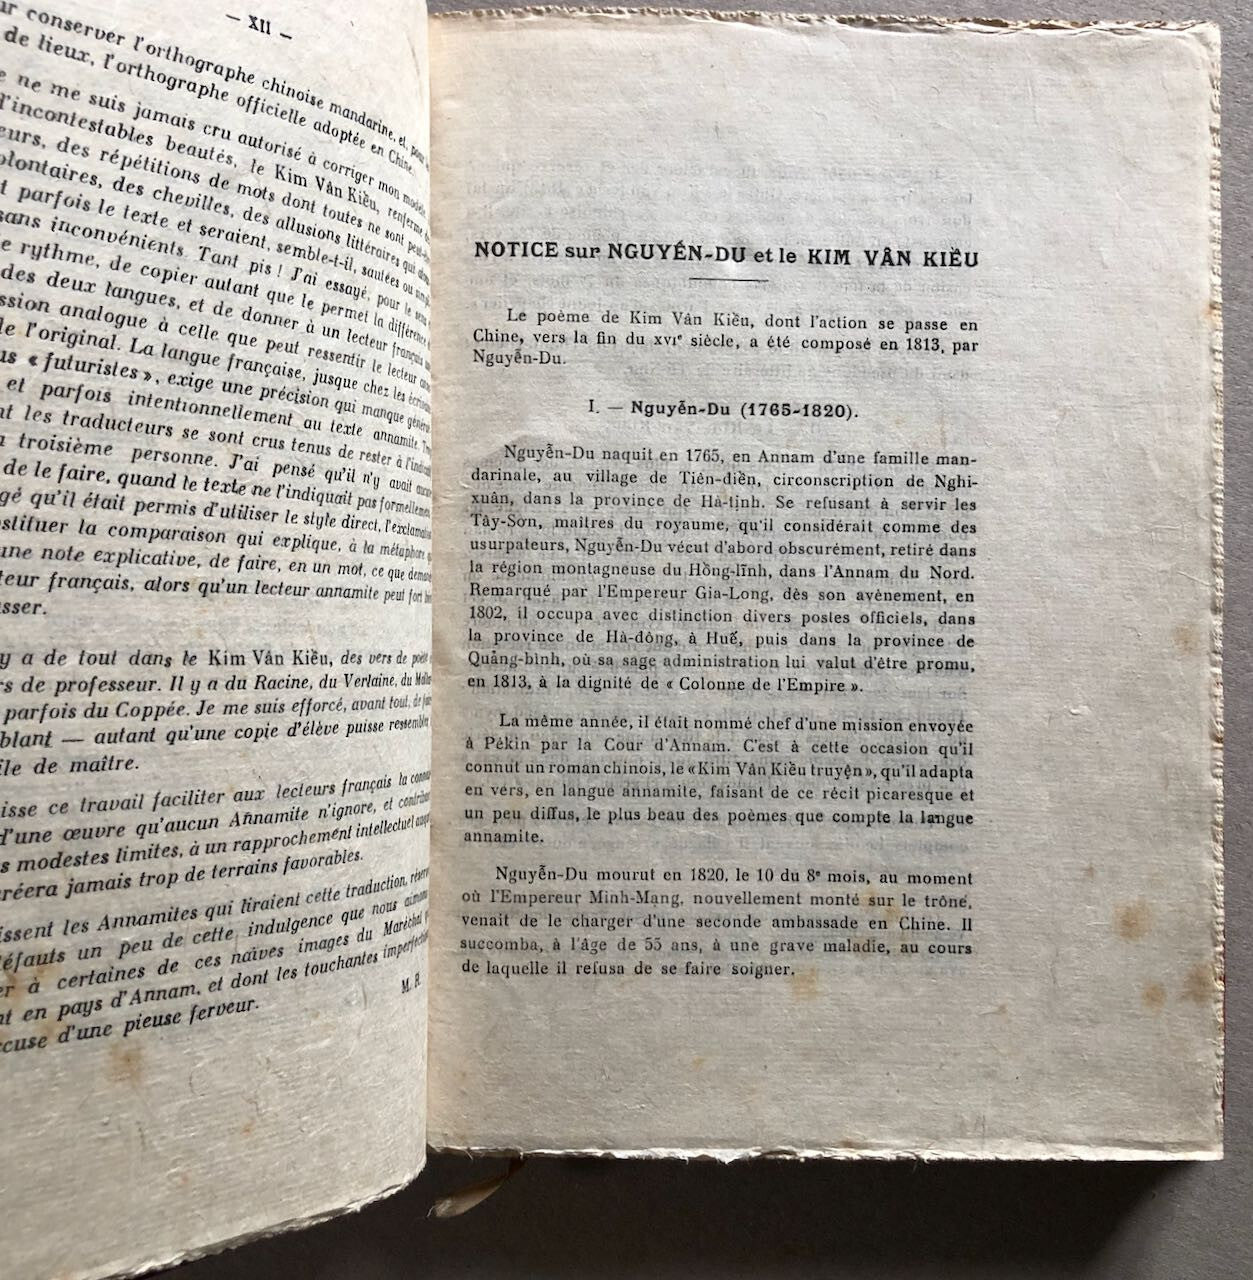 — XII —
ur conserver l'orthographe chinoise mandarine, et, pour
de lieux, l'orthographe officielle adoptée en Chine.
ne me suis jamais cru autorisé à corriger mon modèle.
d'incontestables beautés, le Kim Vân Kiều, renferme
eurs, des répétitions de mots dont toutes ne sont peut-
olontaires, des chevilles, des allusions littéraires qui
t parfois le texte et seraient, semble-t-il, sautées ou
sans inconvénients. Tant pis ! J'ai essayé, pour le sens
e rythme, de copier autant que le permet la différence
des deux langues, et de donner à un lecteur français
ssion analogue à celle que peut ressentir le lecteur
le l'original. La langue française, jusque chez les
us « futuristes », exige une précision qui manque
et parfois intentionnellement au texte annamite.
nt les traducteurs se sont crus tenus de rester à
troisième personne. J'ai pensé qu'il n'y avait
de le faire, quand le texte ne l'indiquait pas formellement
gé qu'il était permis d'utiliser le style direct,
stituer la comparaison qui explique, à la métaphore
une note explicative, de faire, en un mot, ce que
teur français, alors qu'un lecteur annamite peut fort
asser.
y a de tout dans le Kim Vân Kiều, des vers de
rs de professeur. Il y a du Racine, du Verlaine, du
parfois du Coppée. Je me suis efforcé, avant tout, de
blant — autant qu'une copie d'élève puisse ressembler
ile de maître.
isse ce travail faciliter aux lecteurs français la
d'une œuvre qu'aucun Annamite n'ignore, et
s modestes limites, à un rapprochement intellectuel
réera jamais trop de terrains favorables.
issent les Annamites qui liraient cette traduction,
défauts un peu de cette indulgence que nous
er à certaines de ces naïves images du Maréchal
nt en pays d'Annam, et dont les touchantes
ccuse d'une pieuse ferveur.
M. R.
NOTICE sur NGUYỄN-DU et le KIM VÂN KIỀU
Le poème de Kim Vân Kiều, dont l'action se passe en
Chine, vers la fin du XVIe siècle, a été composé en 1813, par
Nguyễn-Du.
I. — Nguyễn-Du (1765-1820).
Nguyễn-Du naquit en 1765, en Annam d'une famille man-
darinale, au village de Tiên-điền, circonscription de Nghi-
xuân, dans la province de Hà-tịnh. Se refusant à servir les
Tây-Sơn, maîtres du royaume, qu'il considérait comme des
usurpateurs, Nguyễn-Du vécut d'abord obscurément, retiré dans
la région montagneuse du Hồng-lĩnh, dans l'Annam du Nord.
Remarqué par l'Empereur Gia-Long, dès son avénement, en
1802, il occupa avec distinction divers postes officiels, dans
la province de Hà-đông, à Huế, puis dans la province de
Quảng-bình, où sa sage administration lui valut d'être promu,
en 1813, à la dignité de « Colonne de l'Empire ».
La même année, il était nommé chef d'une mission envoyée
à Pékin par la Cour d'Annam. C'est à cette occasion qu'il
connut un roman chinois, le «Kim Vân Kiều truyện», qu'il adapta
en vers, en langue annamite, faisant de ce récit picaresque et
un peu diffus, le plus beau des poèmes que compte la langue
annamite.
Nguyễn-Du mourut en 1820, le 10 du 8e mois, au moment
où l'Empereur Minh-Mạng, nouvellement monté sur le trône,
venait de le charger d'une seconde ambassade en Chine. Il
succomba, à l'âge de 55 ans, à une grave maladie, au cours
de laquelle il refusa de se faire soigner.